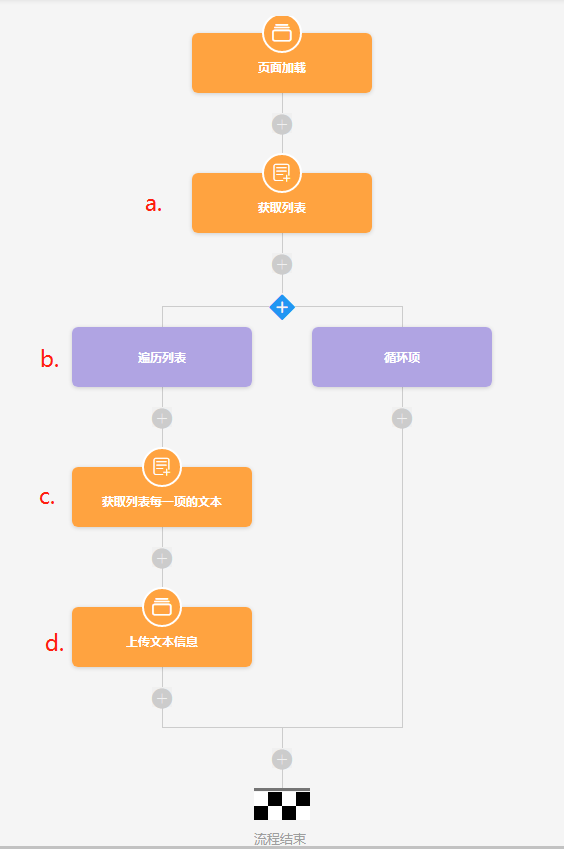 页面加载
a.
获取列表
b.
遍历列表
循环项
c.
获取列表每一项的文本
d.
上传文本信息
流程结束